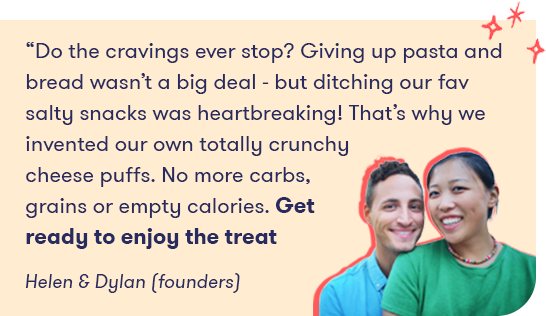 “Do the cravings ever stop? Giving up pasta and
bread wasn’t a big deal - but ditching our fav
salty snacks was heartbreaking! That’s why we
invented our own totally crunchy
cheese puffs. No more carbs,
grains or empty calories. Get
ready to enjoy the treat
Helen & Dylan (founders)